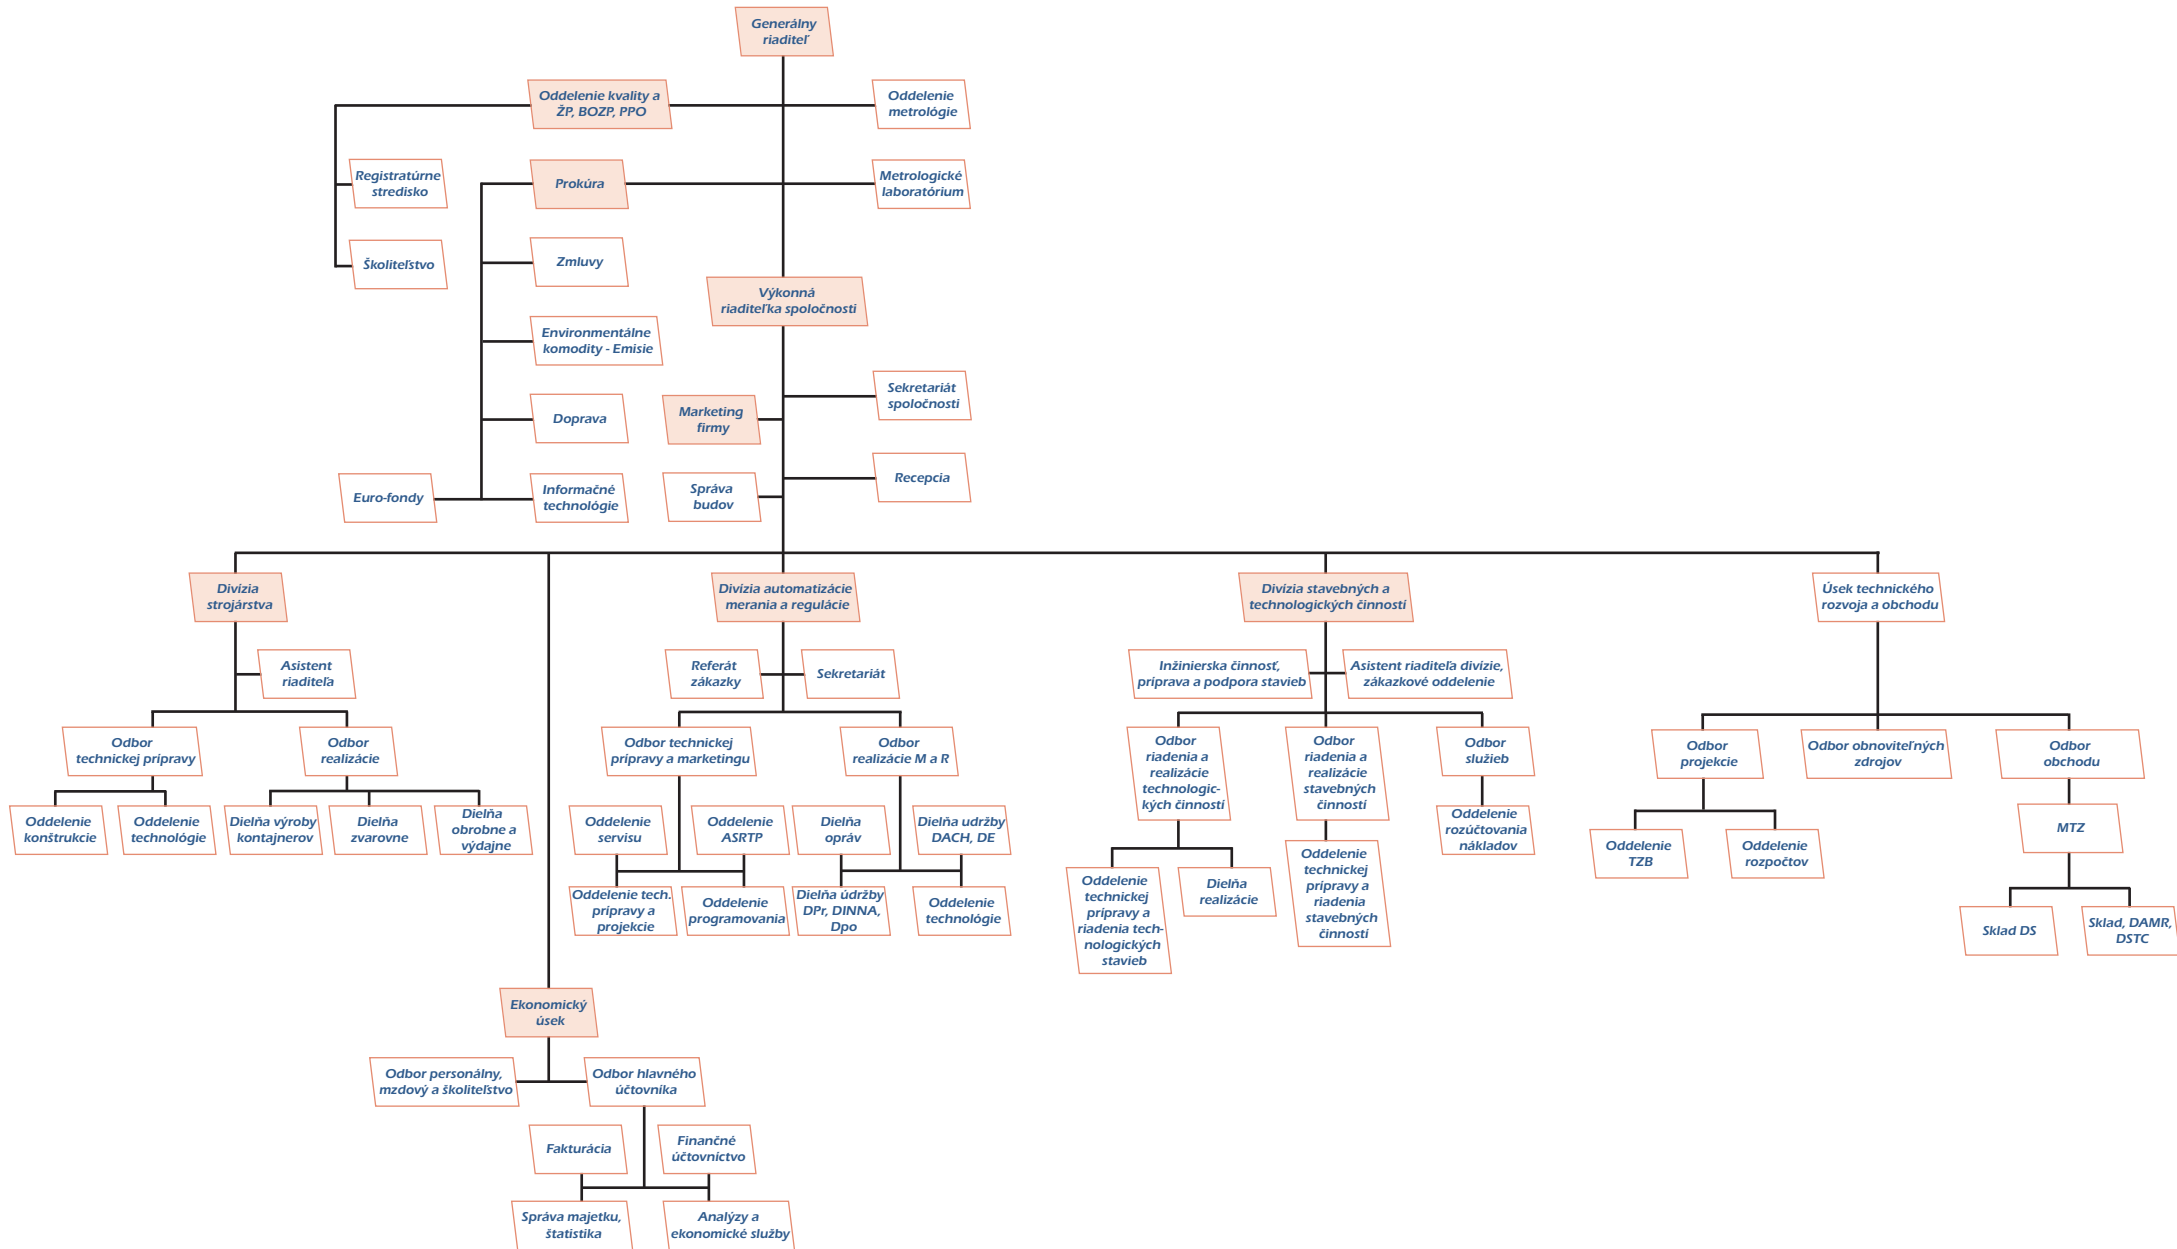 Generálny
riaditeľ
Oddelenie kvality a
ŽP, BOZP, PPO
Oddelenie
metrológie
Registratúrne
stredisko
Prokúra
Metrologické
laboratórium
Školiteľstvo
Zmluvy
Výkonná
riaditeľka spoločnosti
Environmentálne
komodity - Emisie
Sekretariát
spoločnosti
Doprava
Marketing
firmy
Euro-fondy
Informačné
technológie
Správa
budov
Recepcia
Divízia
strojárstva
Divízia automatizácie
merania a regulácie
Divízia stavebných a
technologických činností
Úsek technického
rozvoja a obchodu
Asistent
riaditeľa
Referát
zákazky
Sekretariát
Inžinierska činnosť,
príprava a podpora stavieb
Asistent riaditeľa divízie,
zákazkové oddelenie
Odbor
technickej prípravy
Odbor
realizácie
Odbor technickej
prípravy a marketingu
Odbor
realizácie M a R
Odbor
riadenia a
realizácie
technologic-
kých činností
Odbor
riadenia a
realizácie
stavebných
činností
Odbor
služieb
Odbor
projekcie
Odbor obnoviteľných
zdrojov
Odbor
obchodu
Oddelenie
konštrukcie
Oddelenie
technológie
Dielňa výroby
kontajnerov
Dielňa
zvarovne
Dielňa
obrobne a
výdajne
Oddelenie
servisu
Oddelenie
ASRTP
Dielňa
opráv
Dielňa udržby
DACH, DE
Oddelenie
rozúčtovania
nákladov
MTZ
Oddelenie
TZB
Oddelenie
rozpočtov
Oddelenie tech.
prípravy a
projekcie
Oddelenie
programovania
Dielňa údržby
DPr, DINNA,
Dpo
Oddelenie
technológie
Oddelenie
technickej
prípravy a
riadenia tech-
nologických
stavieb
Dielňa
realizácie
Oddelenie
technickej
prípravy a
riadenia
stavebných
činností
Sklad DS
Sklad, DAMR,
DSTC
Ekonomický
úsek
Odbor personálny,
mzdový a školiteľstvo
Odbor hlavného
účtovníka
Fakturácia
Finančné
účtovníctvo
Správa majetku,
štatistika
Analýzy a
ekonomické služby